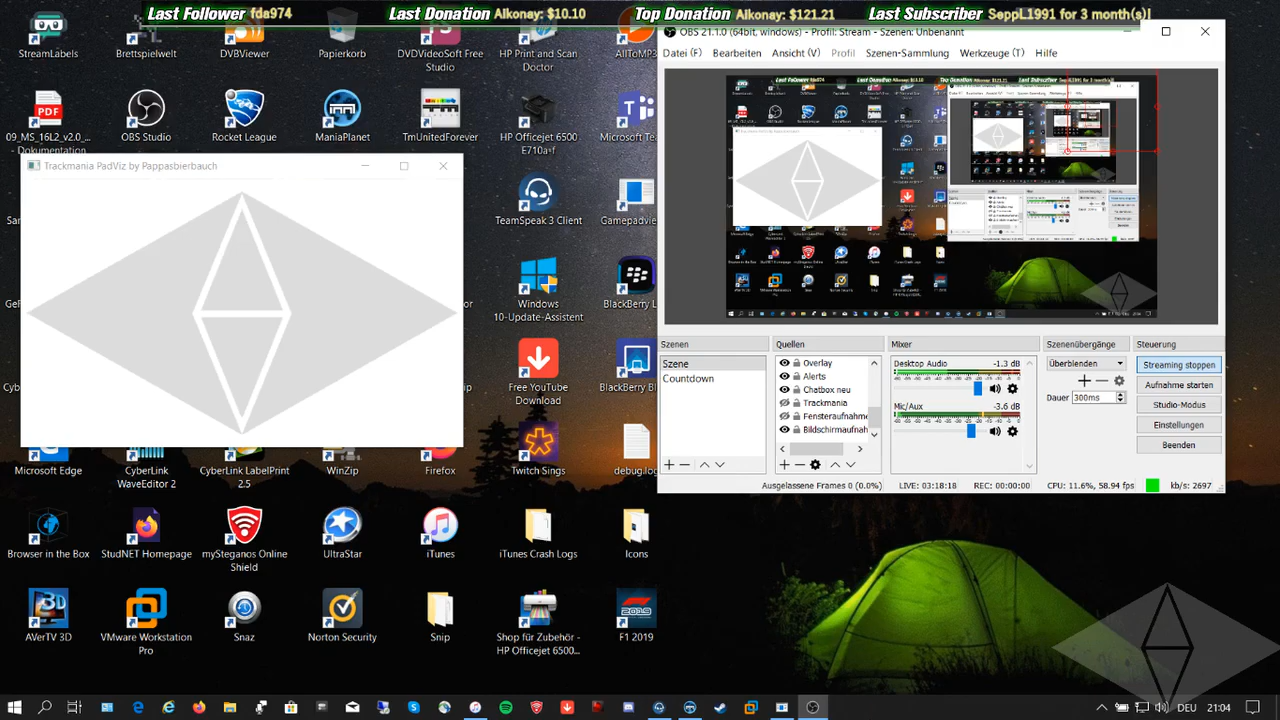 Last Follower fda974
Last Donation Aikonay: $10.10
Top Donation Aikonay: $121.21
Last Subscriber SeppL1991 for 3 month(s)!
StreamLabels
Brettspielwelt
DVBViewer
Papierkorb
DVDVideoSoft Free Studio
HP Print and Scan Doctor
AllToMP3
09_MS_16.2_v2.0... - Dokumentation
OBS Studio
Rocket League
ManiaPlanet
TmUnitedForever
HP Officejet 6500 E710a-f
Trackmania PadViz by Pappasbierbauch
TeamSpeak 3 Client
Windows 10-Update-Assistent
Free YouTube Download
Microsoft Edge
CyberLink WaveEditor 2
CyberLink LabelPrint 2.5
WinZip
Firefox
Twitch Sings
debug.log
Browser in the Box
StudNET Homepage
mySteganos Online Shield
UltraStar
iTunes
iTunes Crash Logs
Icons
AVerTV 3D
VMware Workstation Pro
Snaz
Norton Security
Snip
Shop für Zubehör - HP Officejet 6500...
F1 2019
OBS 21.1.0 (64bit, windows) - Profil: Stream - Szenen: Unbenannt
Datei (F) Bearbeiten Ansicht (V) Profil Szenen-Sammlung Werkzeuge (T) Hilfe
Szenen
Szene
Countdown
Quellen
Overlay
Alerts
Chatbox neu
Trackmania
Fensteraufnahme
Bildschirmaufnah
Mixer
Desktop Audio -1.3 dB
Mic/Aux -3.6 dB
Szenenübergänge
Überblenden
Dauer 300ms
Steuerung
Streaming stoppen
Aufnahme starten
Studio-Modus
Einstellungen
Beenden
Ausgelassene Frames 0 (0.0%)
LIVE: 03:18:18
REC: 00:00:00
CPU: 11.6%, 58.94 fps
kb/s: 2697
DEU
21:04